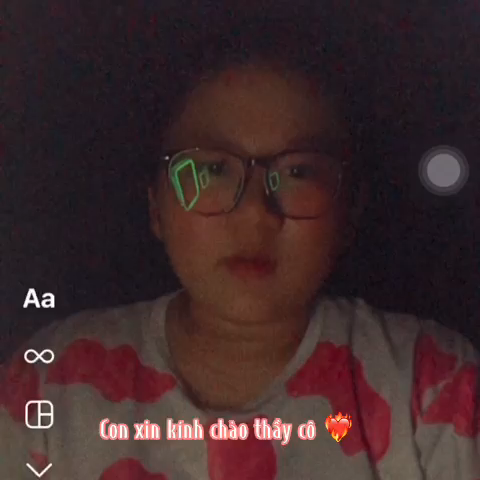 Aa
Con xin kính chào thầy cô ❤️‍🔥